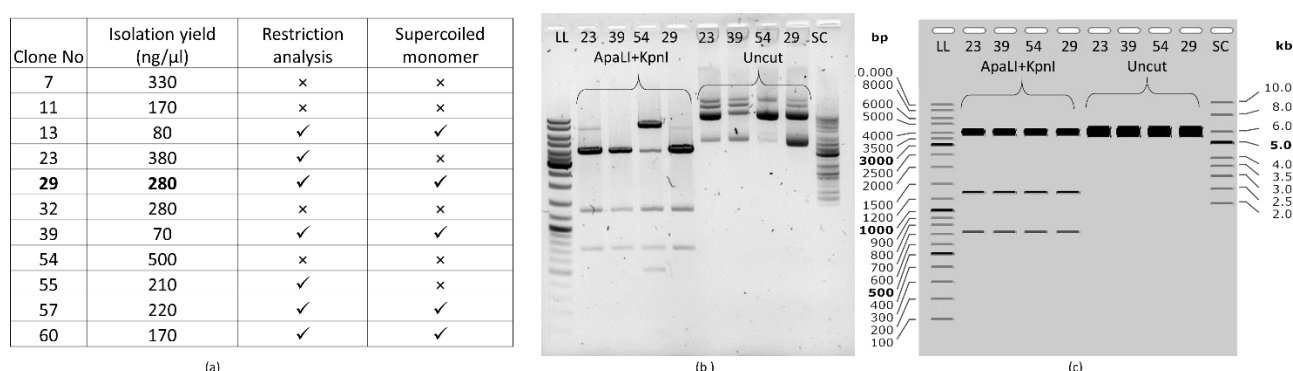 Clone No Isolation yield (ng/μl) Restriction analysis Supercoiled monomer
7 330 × ×
11 170 × ×
13 80 ✓ ✓
23 380 ✓ ×
29 280 ✓ ✓
32 280 × ×
39 70 ✓ ✓
54 500 × ×
55 210 ✓ ×
57 220 ✓ ✓
60 170 ✓ ✓
(a)
LL 23 39 54 29 23 39 54 29 SC
ApaLI+KpnI Uncut
(b)
bp
0.000
8000
6000
5000
4000
3500
3000
2500
2000
1500
1200
1000
900
800
700
600
500
400
300
200
100
LL 23 39 54 29 23 39 54 29 SC
ApaLI+KpnI Uncut
kb
10.0
8.0
6.0
5.0
4.0
3.5
3.0
2.5
2.0
(c)